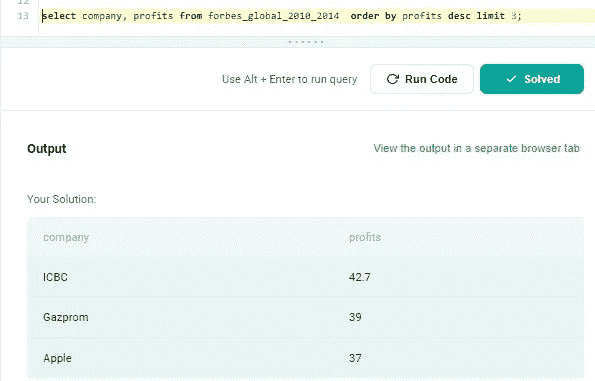 12
13 select company, profits from forbes_global_2010_2014 order by profits desc limit 3;
Use Alt + Enter to run query Run Code Solved
Output View the output in a separate browser tab
Your Solution:
company profits
ICBC 42.7
Gazprom 39
Apple 37